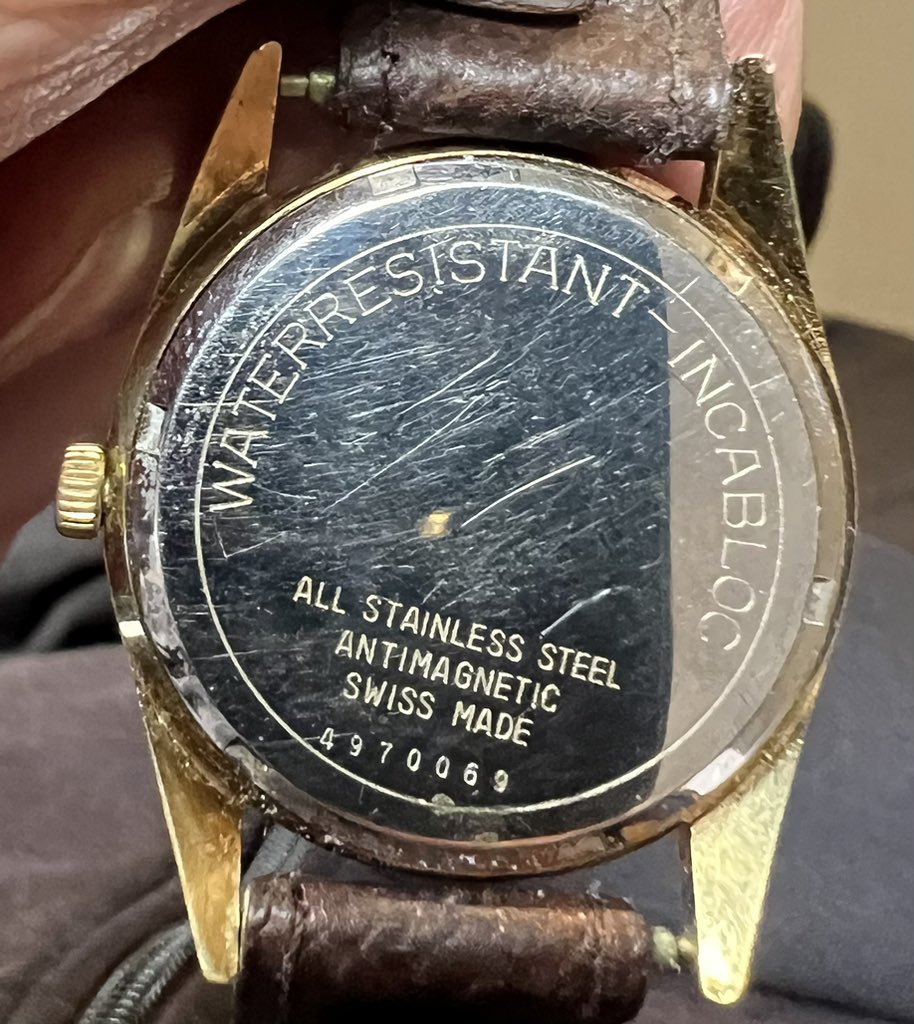 WATERRESISTANT - INCABLOC
ALL STAINLESS STEEL
ANTIMAGNETIC
SWISS MADE
4970069